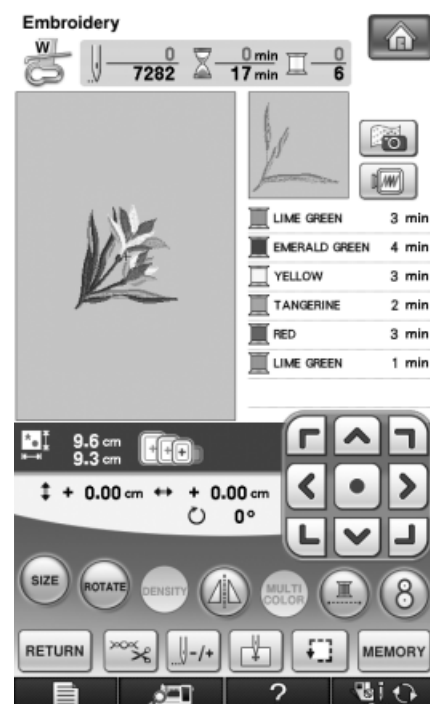 Embroidery
W
0 0 min 0
7282 17 min 6
LIME GREEN 3 min
EMERALD GREEN 4 min
YELLOW 3 min
TANGERINE 2 min
RED 3 min
LIME GREEN 1 min
9.6 cm
9.3 cm
+ 0.00 cm + 0.00 cm
0°
SIZE ROTATE DENSITY MULTI COLOR 8
RETURN -/+ MEMORY
?